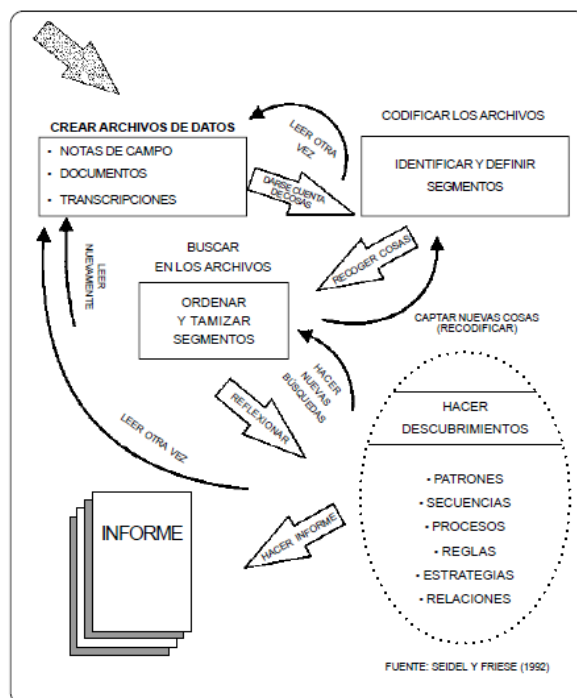 CREAR ARCHIVOS DE DATOS
• NOTAS DE CAMPO
• DOCUMENTOS
• TRANSCRIPCIONES
LEER OTRA
VEZ
CODIFICAR LOS ARCHIVOS
IDENTIFICAR Y DEFINIR
SEGMENTOS
DARSE CUENTA
DE COSAS
LEER
NUEVAMENTE
BUSCAR
EN LOS ARCHIVOS
ORDENAR
Y TAMIZAR
SEGMENTOS
RECOGER COSAS
CAPTAR NUEVAS COSAS
(RECODIFICAR)
HACER
NUEVAS
BÚSQUEDAS
REFLEXIONAR
LEER OTRA VEZ
HACER
DESCUBRIMIENTOS
• PATRONES
• SECUENCIAS
• PROCESOS
• REGLAS
• ESTRATEGIAS
• RELACIONES
HACER INFORME
INFORME
FUENTE: SEIDEL Y FRIESE (1992)